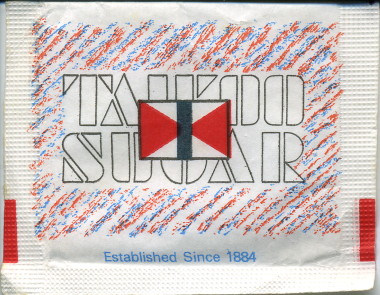 TAIKOO
SUGAR
Established Since 1884